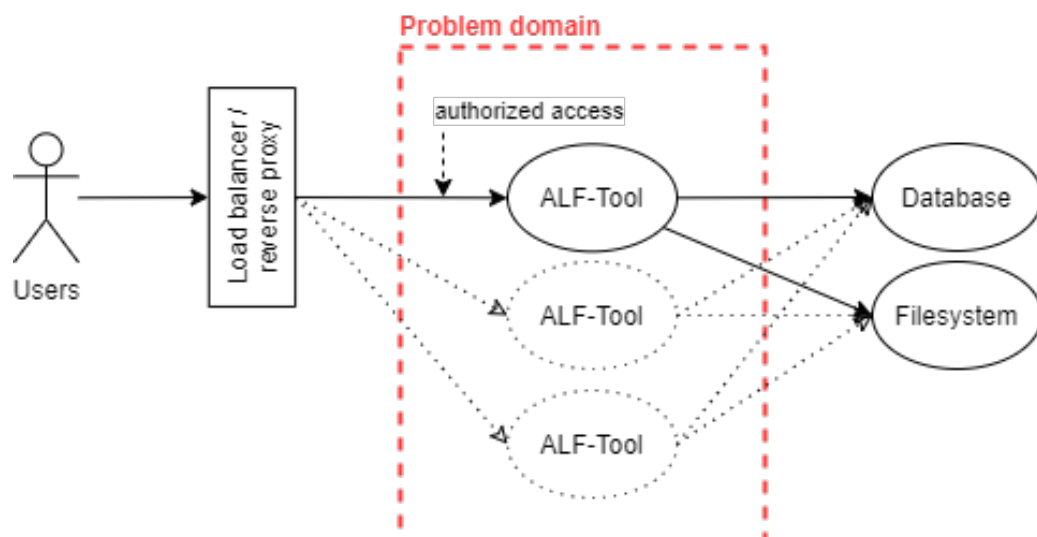 Problem domain
authorized access
Load balancer /
reverse proxy
ALF-Tool
Database
Users
ALF-Tool
Filesystem
ALF-Tool